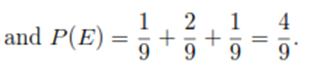 and P(E) = 1/9 + 2/9 + 1/9 = 4/9.